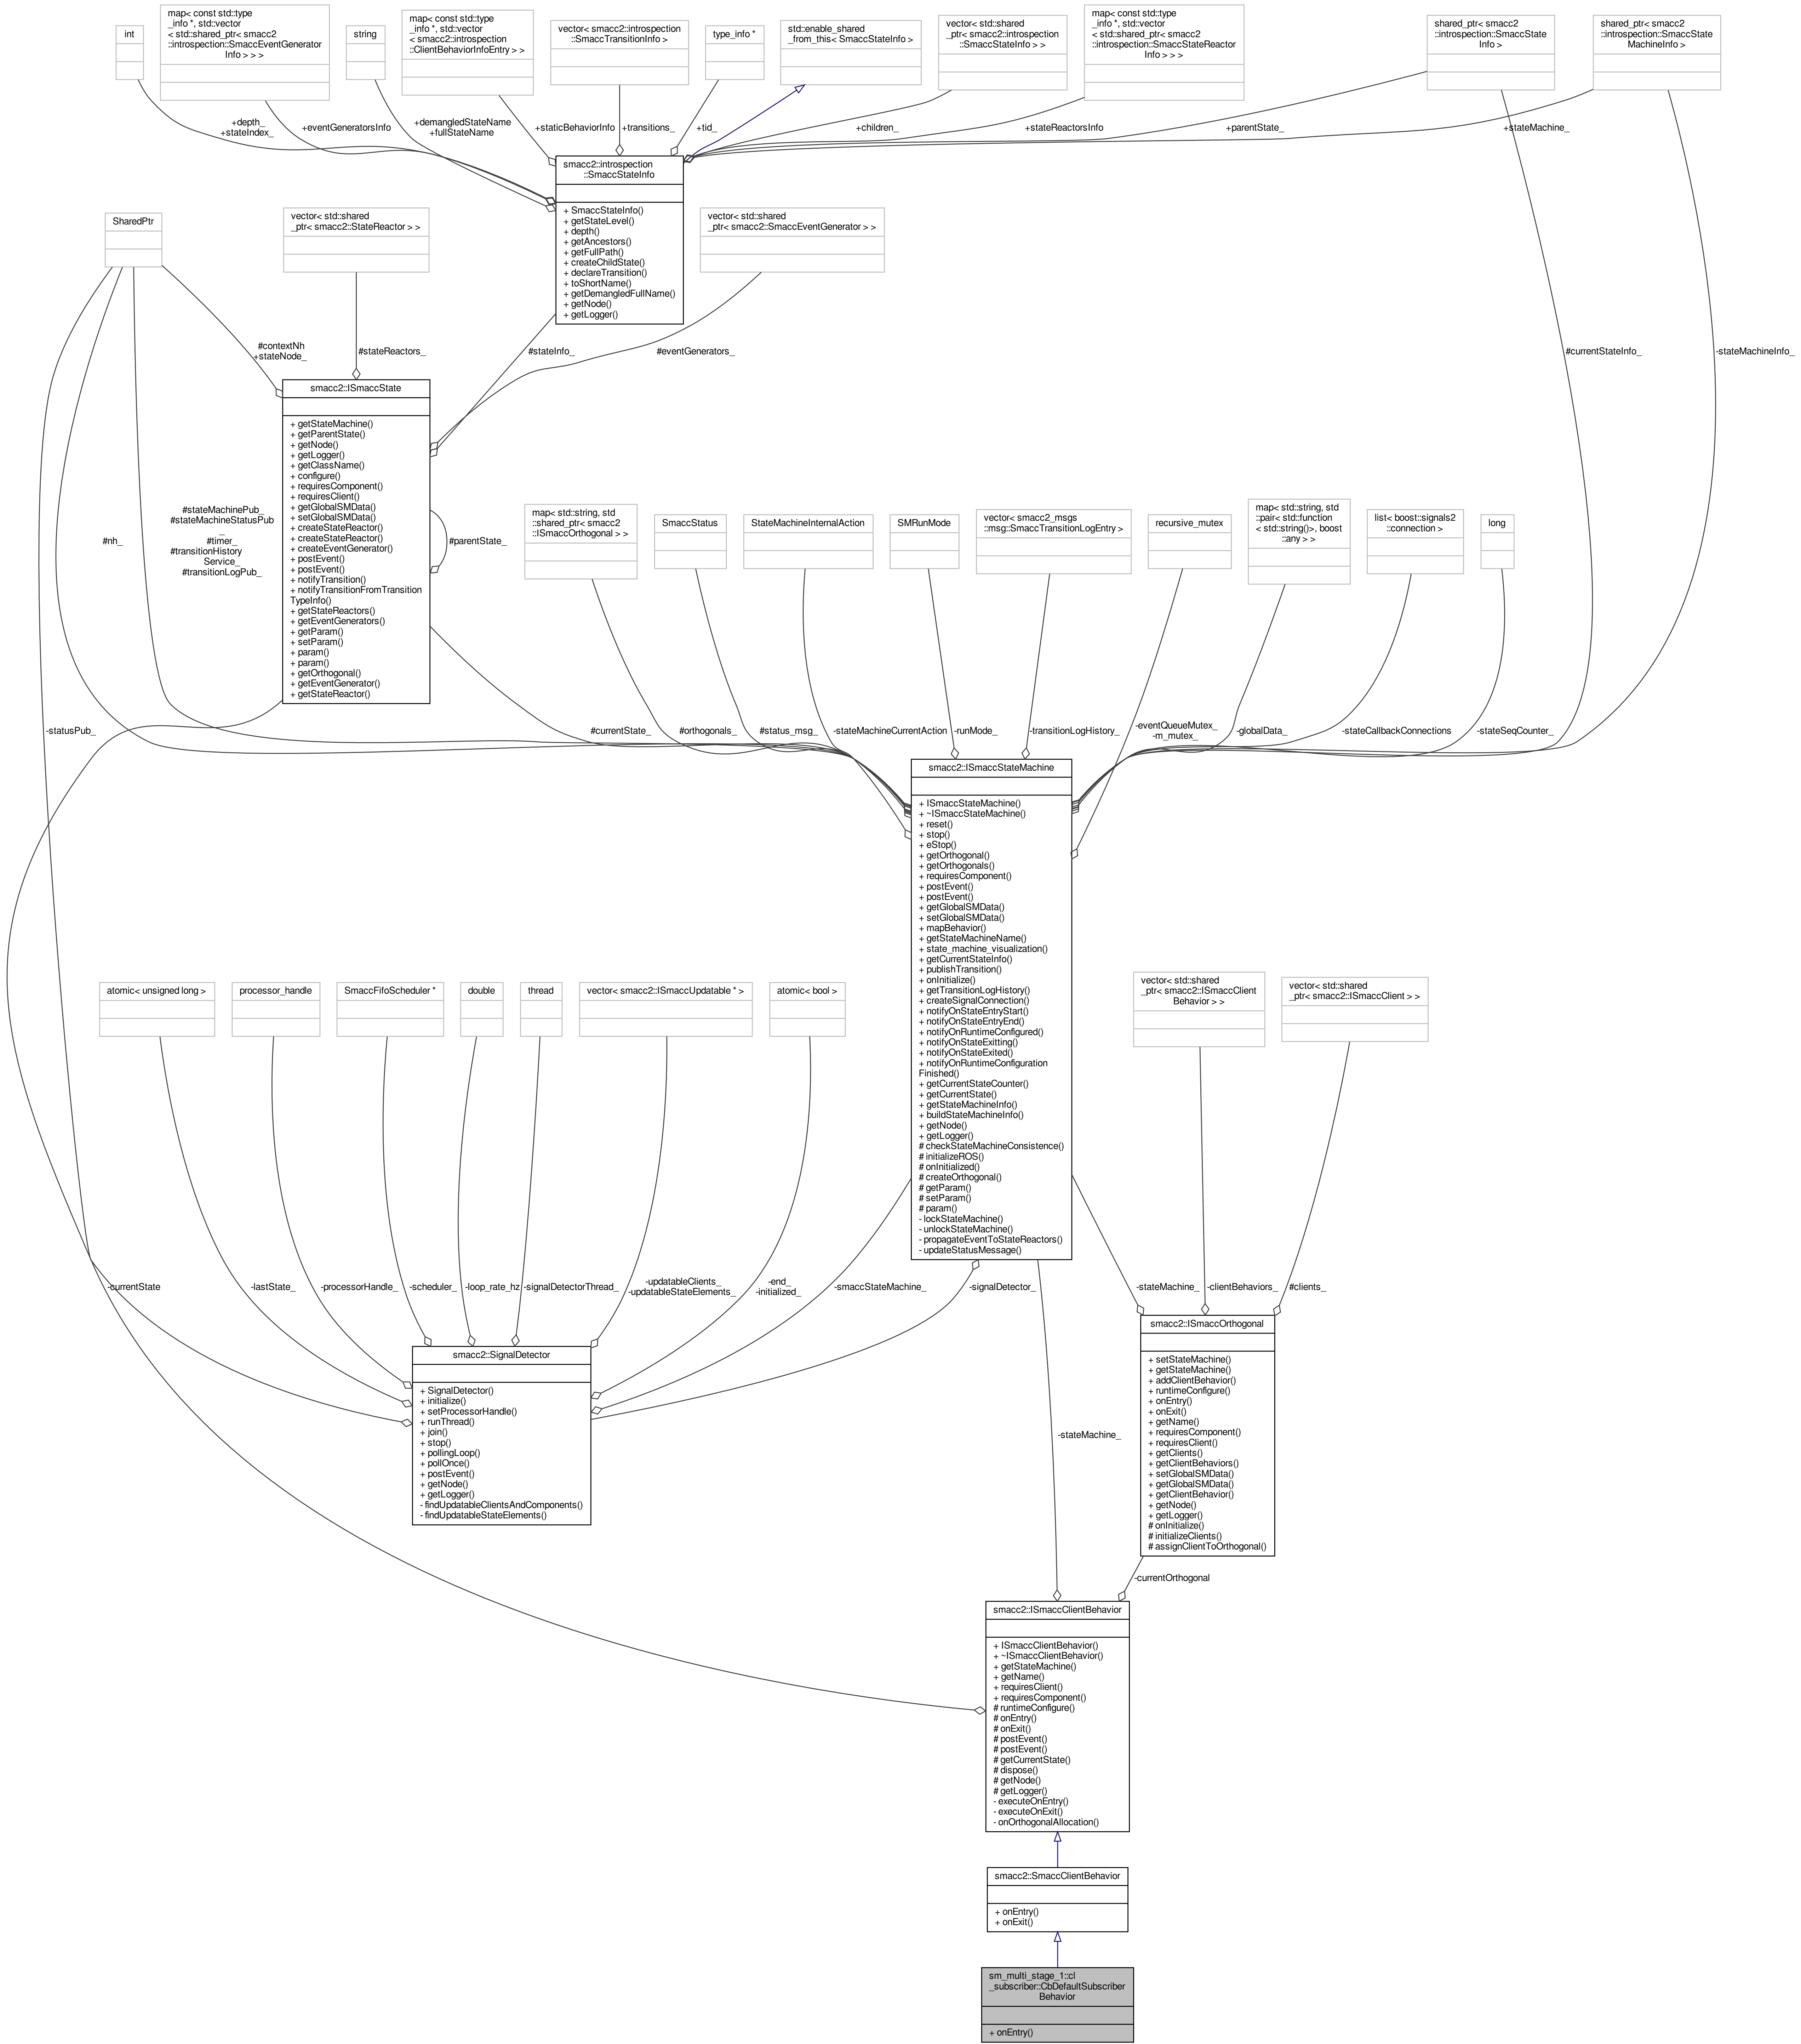 int
map< const std::type
_info *, std::vector
< std::shared_ptr< smacc2
::introspection::SmaccEventGenerator
Info > > >
string
map< const std::type
_info *, std::vector
< smacc2::introspection
::ClientBehaviorInfoEntry > >
vector< smacc2::introspection
::SmaccTransitionInfo >
type_info *
std::enable_shared
_from_this< SmaccStateInfo >
vector< std::shared
_ptr< smacc2::introspection
::SmaccStateInfo > >
map< const std::type
_info *, std::vector
< std::shared_ptr< smacc2
::introspection::SmaccStateReactor
Info > > >
shared_ptr< smacc2
::introspection::SmaccState
Info >
shared_ptr< smacc2
::introspection::SmaccState
MachineInfo >
+depth_
+stateIndex_
+eventGeneratorsInfo
+demangledStateName
+fullStateName
+staticBehaviorInfo
+transitions_
+tid_
+children_
+stateReactorsInfo
+parentState_
+stateMachine_
smacc2::introspection
::SmaccStateInfo
+ SmaccStateInfo()
+ getStateLevel()
+ depth()
+ getAncestors()
+ getFullPath()
+ createChildState()
+ declareTransition()
+ toShortName()
+ getDemangledFullName()
+ getNode()
+ getLogger()
SharedPtr
vector< std::shared
_ptr< smacc2::StateReactor > >
vector< std::shared
_ptr< smacc2::SmaccEventGenerator > >
#contextNh
+stateNode_
#stateReactors_
#stateInfo_
#eventGenerators_
#currentStateInfo_
-stateMachineInfo_
smacc2::ISmaccState
+ getStateMachine()
+ getParentState()
+ getNode()
+ getLogger()
+ getClassName()
+ configure()
+ requiresComponent()
+ requiresClient()
+ getGlobalSMData()
+ setGlobalSMData()
+ createStateReactor()
+ createStateReactor()
+ createEventGenerator()
+ postEvent()
+ postEvent()
+ notifyTransition()
+ notifyTransitionFromTransition
TypeInfo()
+ getStateReactors()
+ getEventGenerators()
+ getParam()
+ setParam()
+ param()
+ param()
+ getOrthogonal()
+ getEventGenerator()
+ getStateReactor()
#parentState_
#nh_
#stateMachinePub_
#stateMachineStatusPub
_
#timer_
#transitionHistory
Service_
#transitionLogPub_
map< std::string, std
::shared_ptr< smacc2
::ISmaccOrthogonal > >
SmaccStatus
StateMachineInternalAction
SMRunMode
vector< smacc2_msgs
::msg::SmaccTransitionLogEntry >
recursive_mutex
map< std::string, std
::pair< std::function
< std::string()>, boost
::any > >
list< boost::signals2
::connection >
long
-statusPub_
#currentState_
#orthogonals_
#status_msg_
-stateMachineCurrentAction
-runMode_
-transitionLogHistory_
-eventQueueMutex_
-m_mutex_
-globalData_
-stateCallbackConnections
-stateSeqCounter_
smacc2::ISmaccStateMachine
+ ISmaccStateMachine()
+ ~ISmaccStateMachine()
+ reset()
+ stop()
+ eStop()
+ getOrthogonal()
+ getOrthogonals()
+ requiresComponent()
+ postEvent()
+ postEvent()
+ getGlobalSMData()
+ setGlobalSMData()
+ mapBehavior()
+ getStateMachineName()
+ state_machine_visualization()
+ getCurrentStateInfo()
+ publishTransition()
+ onInitialize()
+ getTransitionLogHistory()
+ createSignalConnection()
+ notifyOnStateEntryStart()
+ notifyOnStateEntryEnd()
+ notifyOnRuntimeConfigured()
+ notifyOnStateExitting()
+ notifyOnStateExited()
+ notifyOnRuntimeConfiguration
Finished()
+ getCurrentStateCounter()
+ getCurrentState()
+ getStateMachineInfo()
+ buildStateMachineInfo()
+ getNode()
+ getLogger()
# checkStateMachineConsistence()
# initializeROS()
# onInitialized()
# createOrthogonal()
# getParam()
# setParam()
# param()
- lockStateMachine()
- unlockStateMachine()
- propagateEventToStateReactors()
- updateStatusMessage()
atomic< unsigned long >
processor_handle
SmaccFifoScheduler *
double
thread
vector< smacc2::ISmaccUpdatable * >
atomic< bool >
vector< std::shared
_ptr< smacc2::ISmaccClient
Behavior > >
vector< std::shared
_ptr< smacc2::ISmaccClient > >
-currentState
-lastState_
-processorHandle_
-scheduler_
-loop_rate_hz
-signalDetectorThread_
-updatableClients_
-updatableStateElements_
-end_
-initialized_
-smaccStateMachine_
-signalDetector_
-stateMachine_
-clientBehaviors_
#clients_
smacc2::SignalDetector
+ SignalDetector()
+ initialize()
+ setProcessorHandle()
+ runThread()
+ join()
+ stop()
+ pollingLoop()
+ pollOnce()
+ postEvent()
+ getNode()
+ getLogger()
- findUpdatableClientsAndComponents()
- findUpdatableStateElements()
smacc2::ISmaccOrthogonal
+ setStateMachine()
+ getStateMachine()
+ addClientBehavior()
+ runtimeConfigure()
+ onEntry()
+ onExit()
+ getName()
+ requiresComponent()
+ requiresClient()
+ getClients()
+ getClientBehaviors()
+ setGlobalSMData()
+ getGlobalSMData()
+ getClientBehavior()
+ getNode()
+ getLogger()
# onInitialize()
# initializeClients()
# assignClientToOrthogonal()
-stateMachine_
-currentOrthogonal
smacc2::ISmaccClientBehavior
+ ISmaccClientBehavior()
+ ~ISmaccClientBehavior()
+ getStateMachine()
+ getName()
+ requiresClient()
+ requiresComponent()
# runtimeConfigure()
# onEntry()
# onExit()
# postEvent()
# postEvent()
# getCurrentState()
# dispose()
# getNode()
# getLogger()
- executeOnEntry()
- executeOnExit()
- onOrthogonalAllocation()
smacc2::SmaccClientBehavior
+ onEntry()
+ onExit()
sm_multi_stage_1::cl
_subscriber::CbDefaultSubscriber
Behavior
+ onEntry()